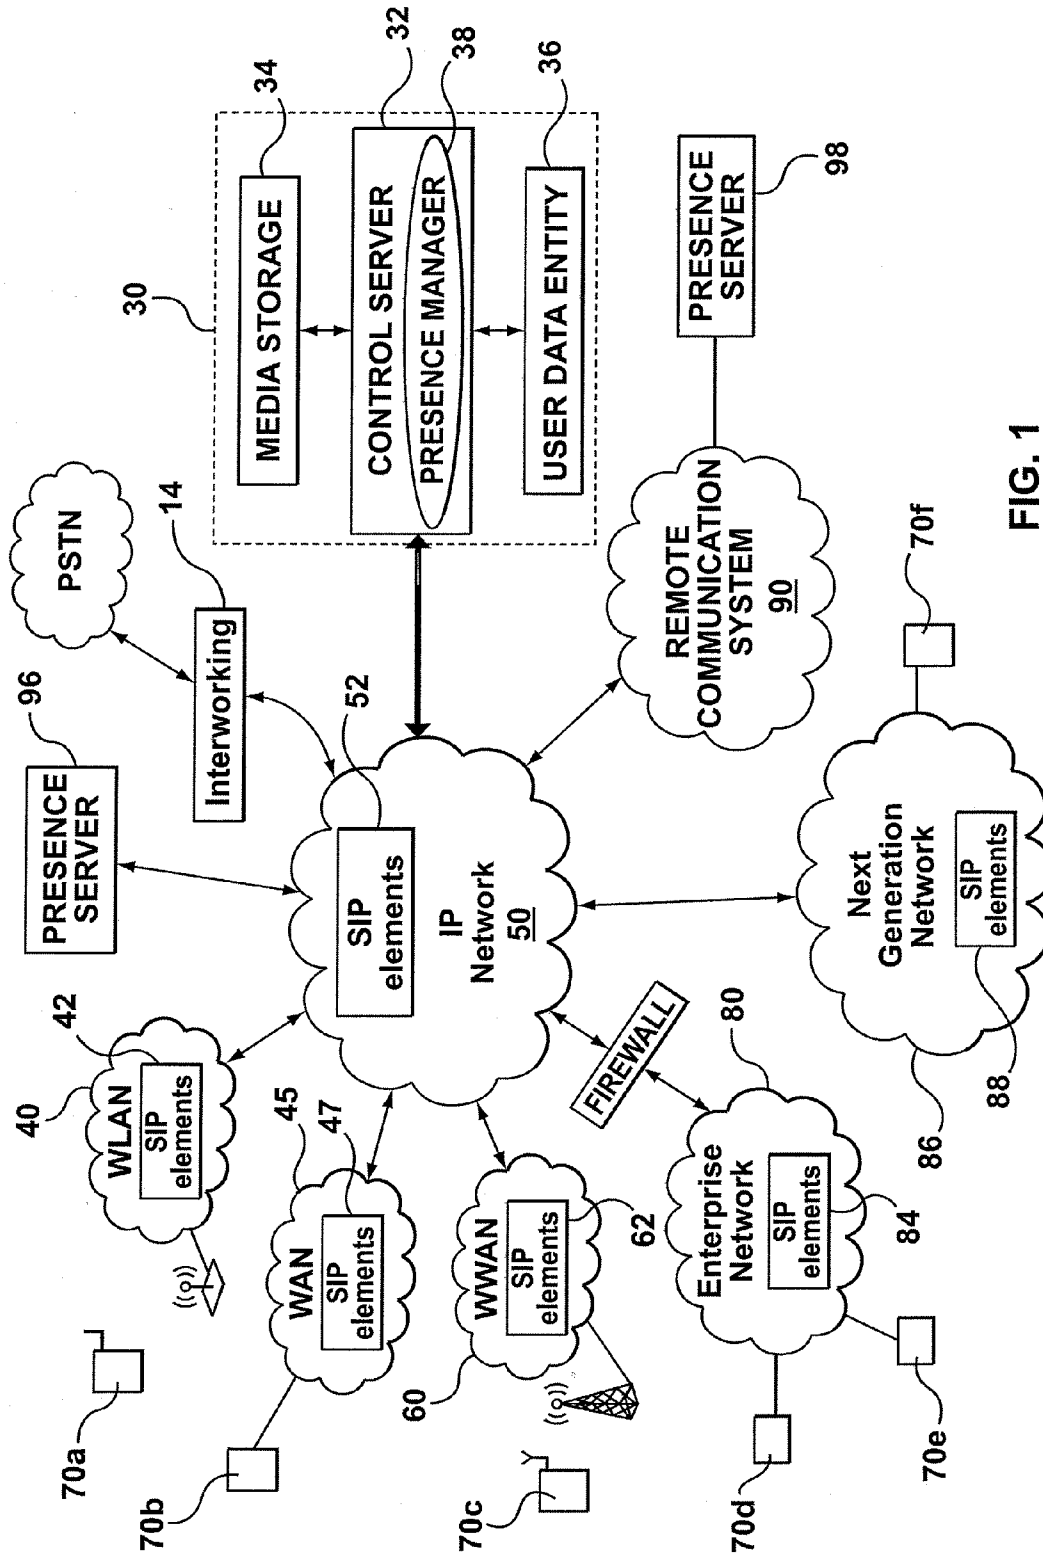 70a
70b
70c
70d
70e
40
WLAN
42
SIP
elements
45
WAN
47
SIP
elements
60
WWAN
SIP
elements
62
FIREWALL
80
Enterprise
Network
SIP
elements
84
PRESENCE
SERVER
96
Interworking
14
PSTN
52
SIP
elements
IP
Network
50
86
Next
Generation
Network
SIP
elements
88
70f
REMOTE
COMMUNICATION
SYSTEM
90
PRESENCE
SERVER
98
30
MEDIA STORAGE
34
CONTROL SERVER
32
PRESENCE MANAGER
38
USER DATA ENTITY
36
FIG. 1